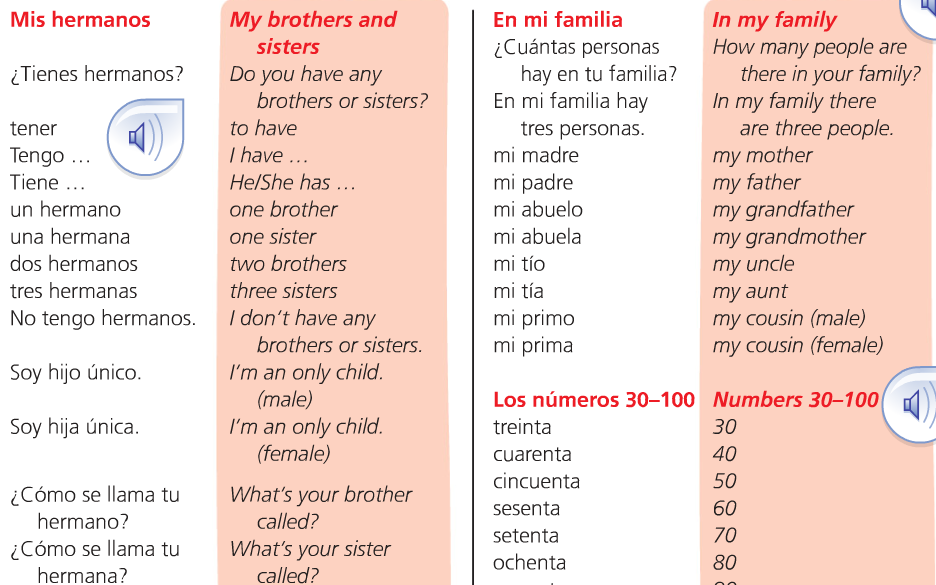 Mis hermanos My brothers and
sisters
¿Tienes hermanos? Do you have any
brothers or sisters?
tener to have
Tengo … I have …
Tiene … He/She has …
un hermano one brother
una hermana one sister
dos hermanos two brothers
tres hermanas three sisters
No tengo hermanos. I don't have any
brothers or sisters.
Soy hijo único. I'm an only child.
(male)
Soy hija única. I'm an only child.
(female)
¿Cómo se llama tu What's your brother
hermano? called?
¿Cómo se llama tu What's your sister
hermana? called?
En mi familia In my family
¿Cuántas personas How many people are
hay en tu familia? there in your family?
En mi familia hay In my family there
tres personas. are three people.
mi madre my mother
mi padre my father
mi abuelo my grandfather
mi abuela my grandmother
mi tío my uncle
mi tía my aunt
mi primo my cousin (male)
mi prima my cousin (female)
Los números 30–100 Numbers 30–100
treinta 30
cuarenta 40
cincuenta 50
sesenta 60
setenta 70
ochenta 80